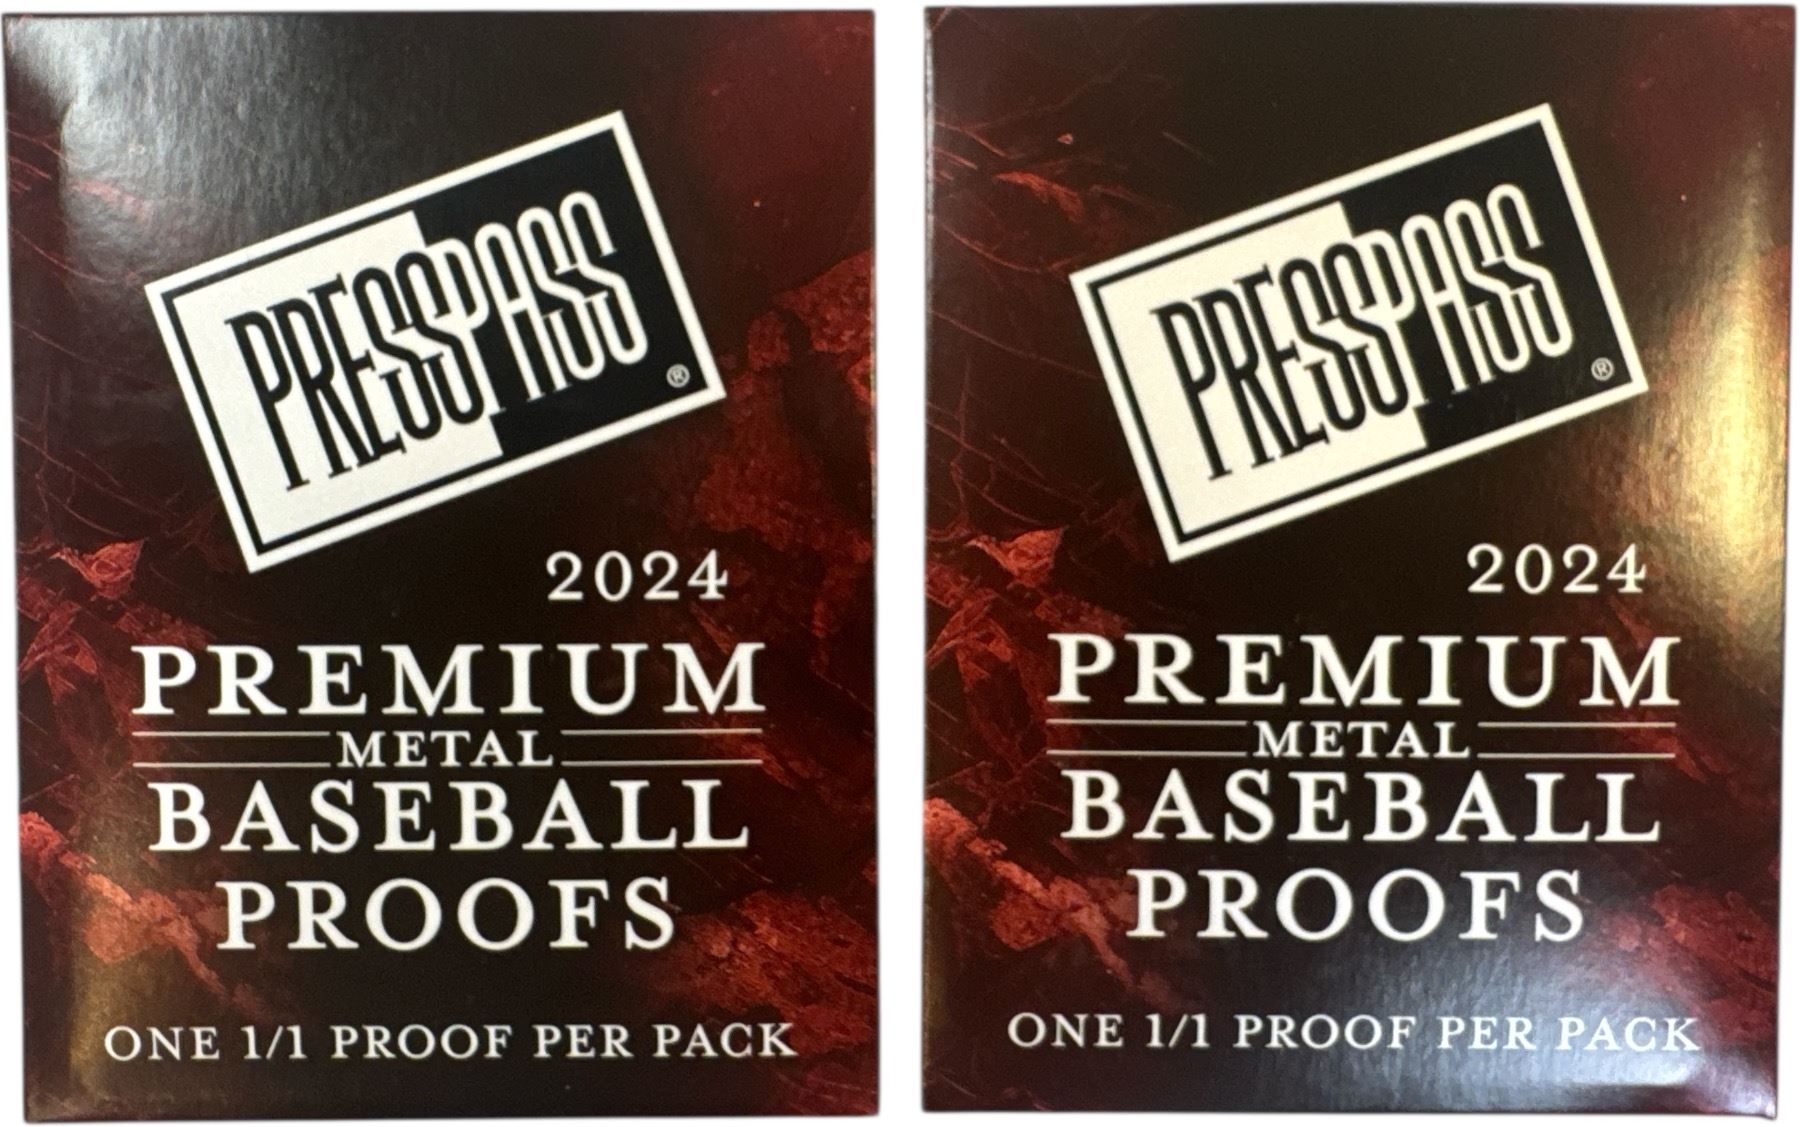 PRESSPASS
®
2024
PREMIUM
METAL
BASEBALL
PROOFS
ONE 1/1 PROOF PER PACK
PRESSPASS
®
2024
PREMIUM
METAL
BASEBALL
PROOFS
ONE 1/1 PROOF PER PACK